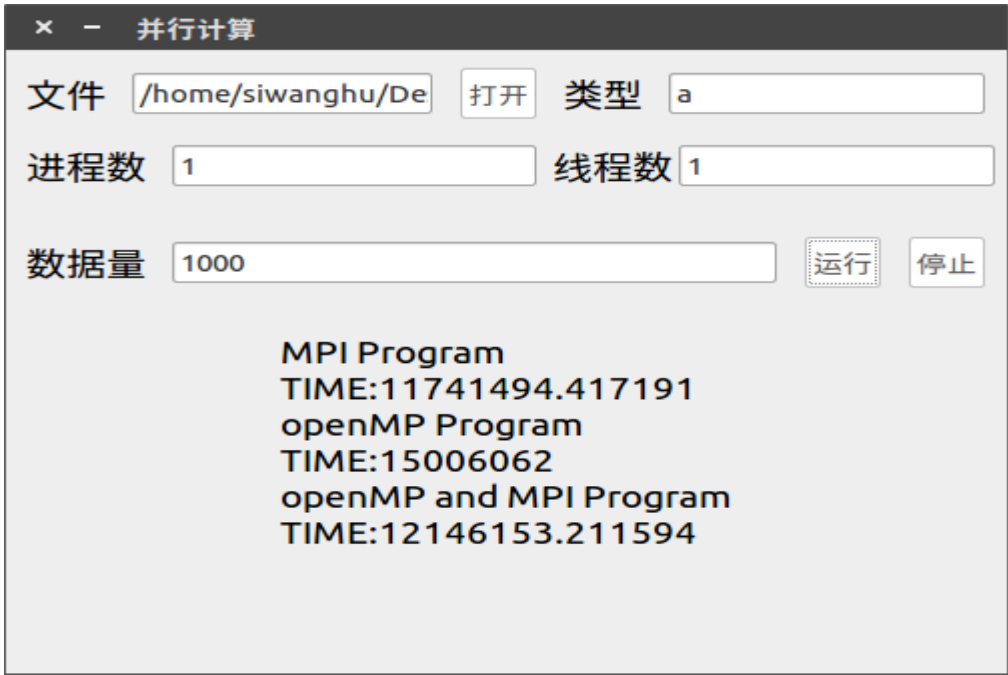 并行计算
文件 /home/siwanghu/De 打开 类型 a
进程数 1 线程数 1
数据量 1000 运行 停止
MPI Program
TIME:11741494.417191
openMP Program
TIME:15006062
openMP and MPI Program
TIME:12146153.211594